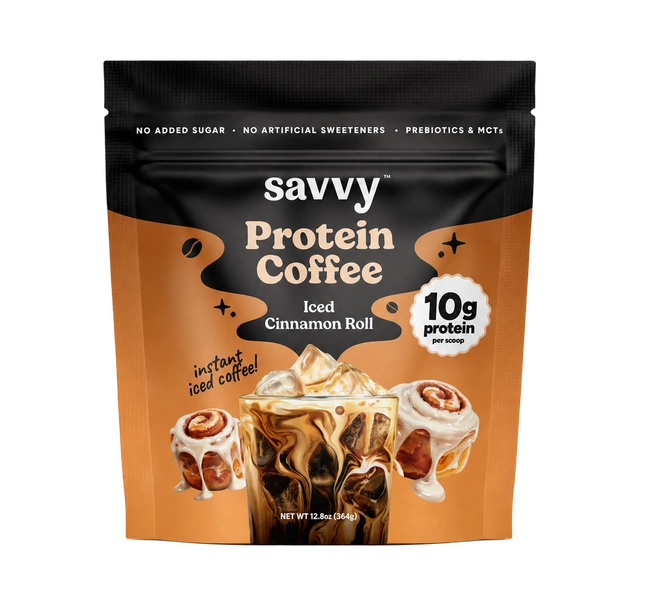 NO ADDED SUGAR • NO ARTIFICIAL SWEETENERS • PREBIOTICS & MCTs
savvy™
Protein
Coffee
Iced
Cinnamon Roll
10g
protein
per scoop
instant
iced coffee!
NET WT 12.8oz (364g)